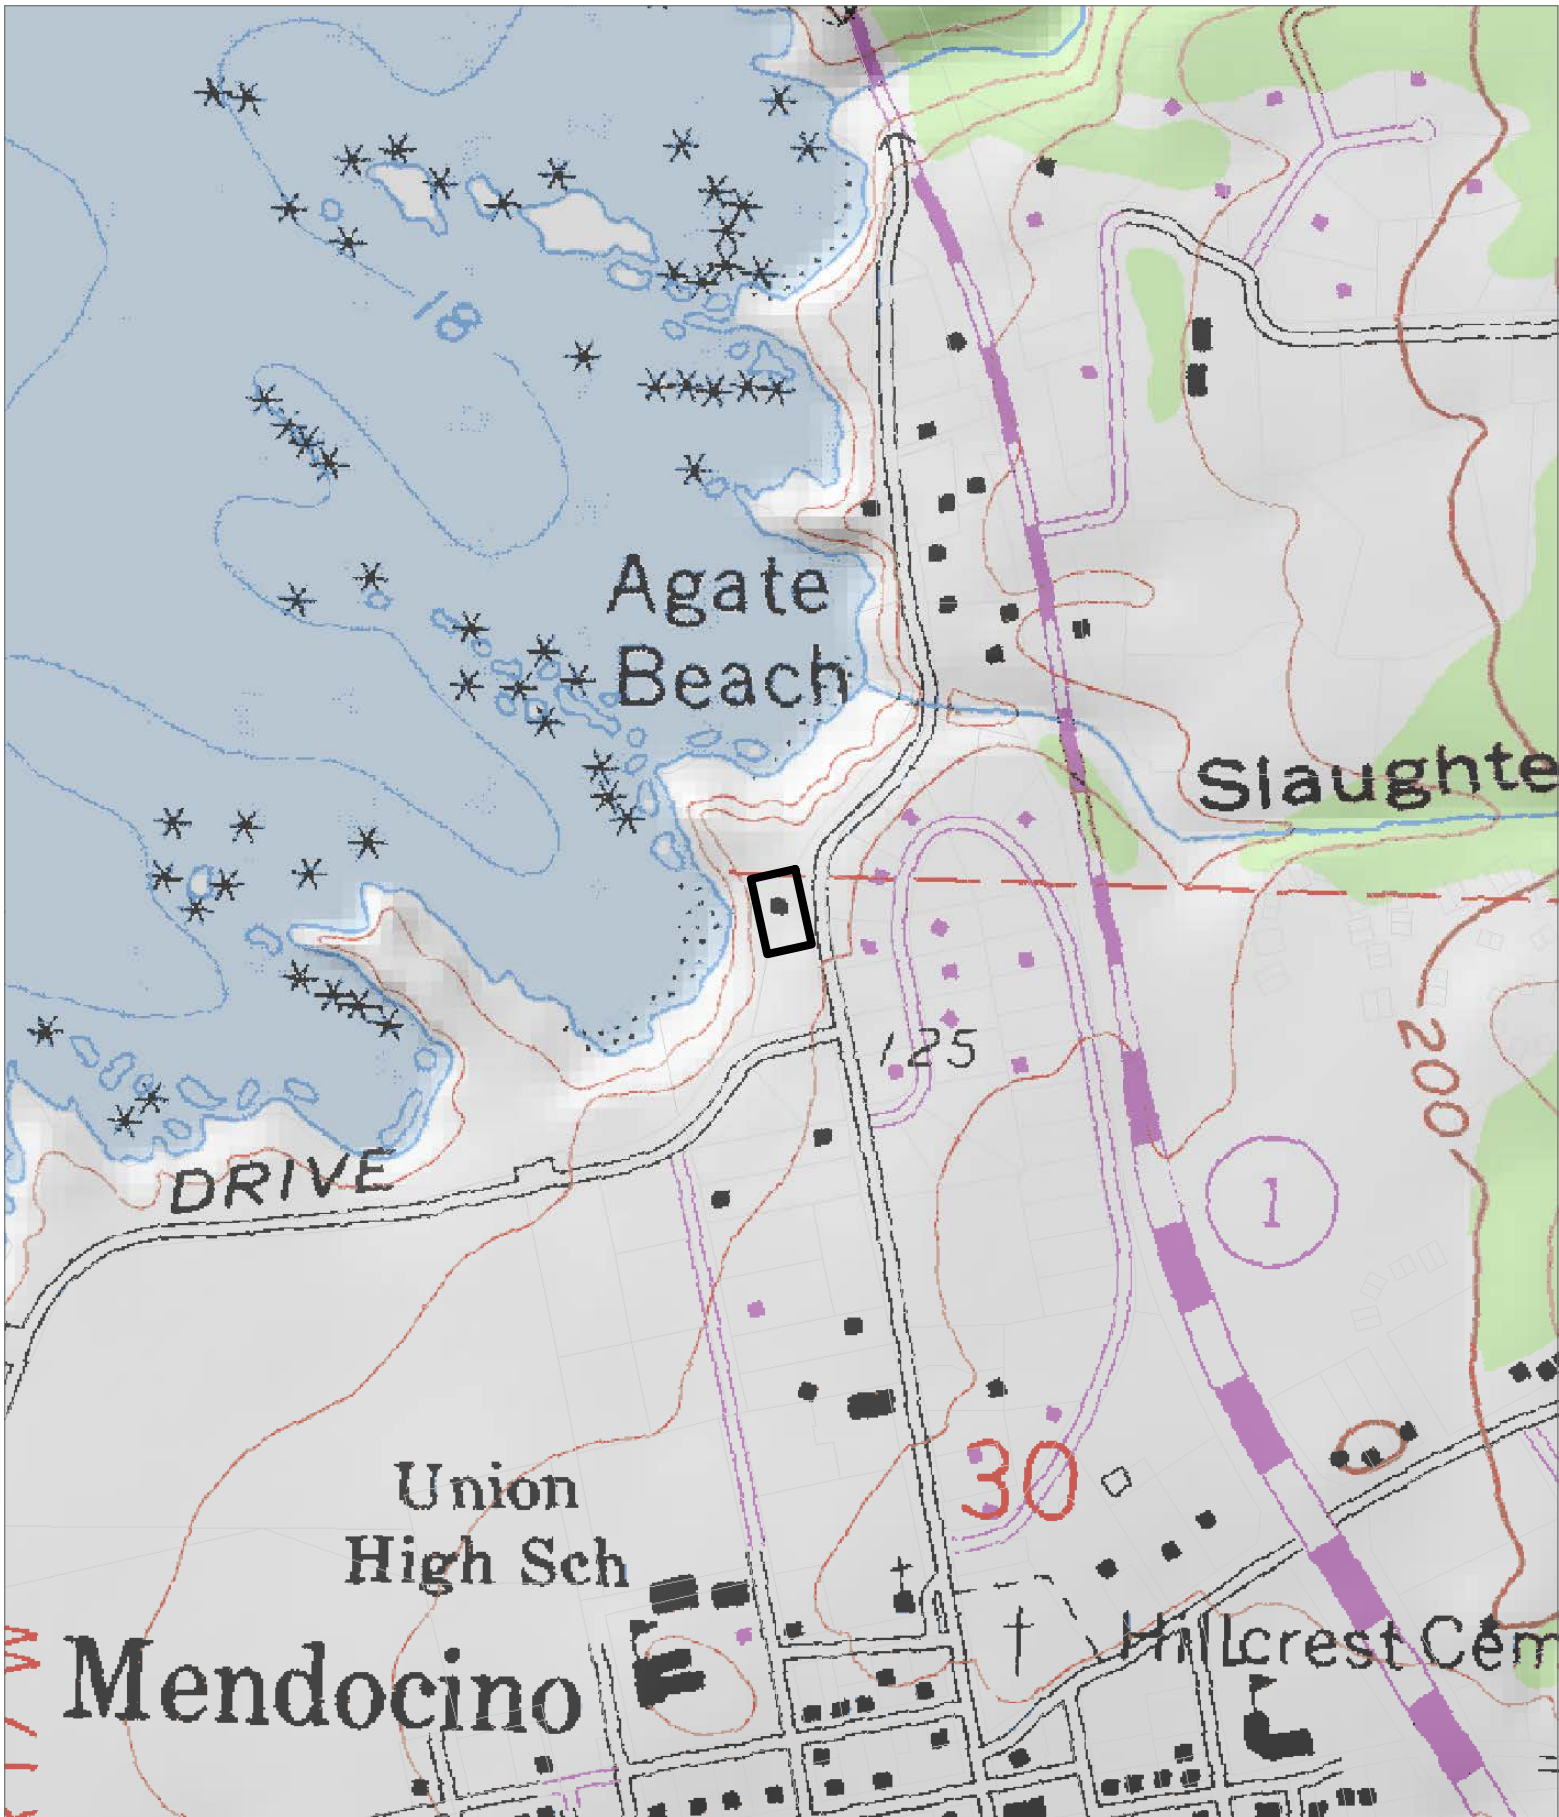 18
Agate
Beach
Slaughte
125
200
DRIVE
1
30
Union
High Sch
Hillcrest Cem
Mendocino